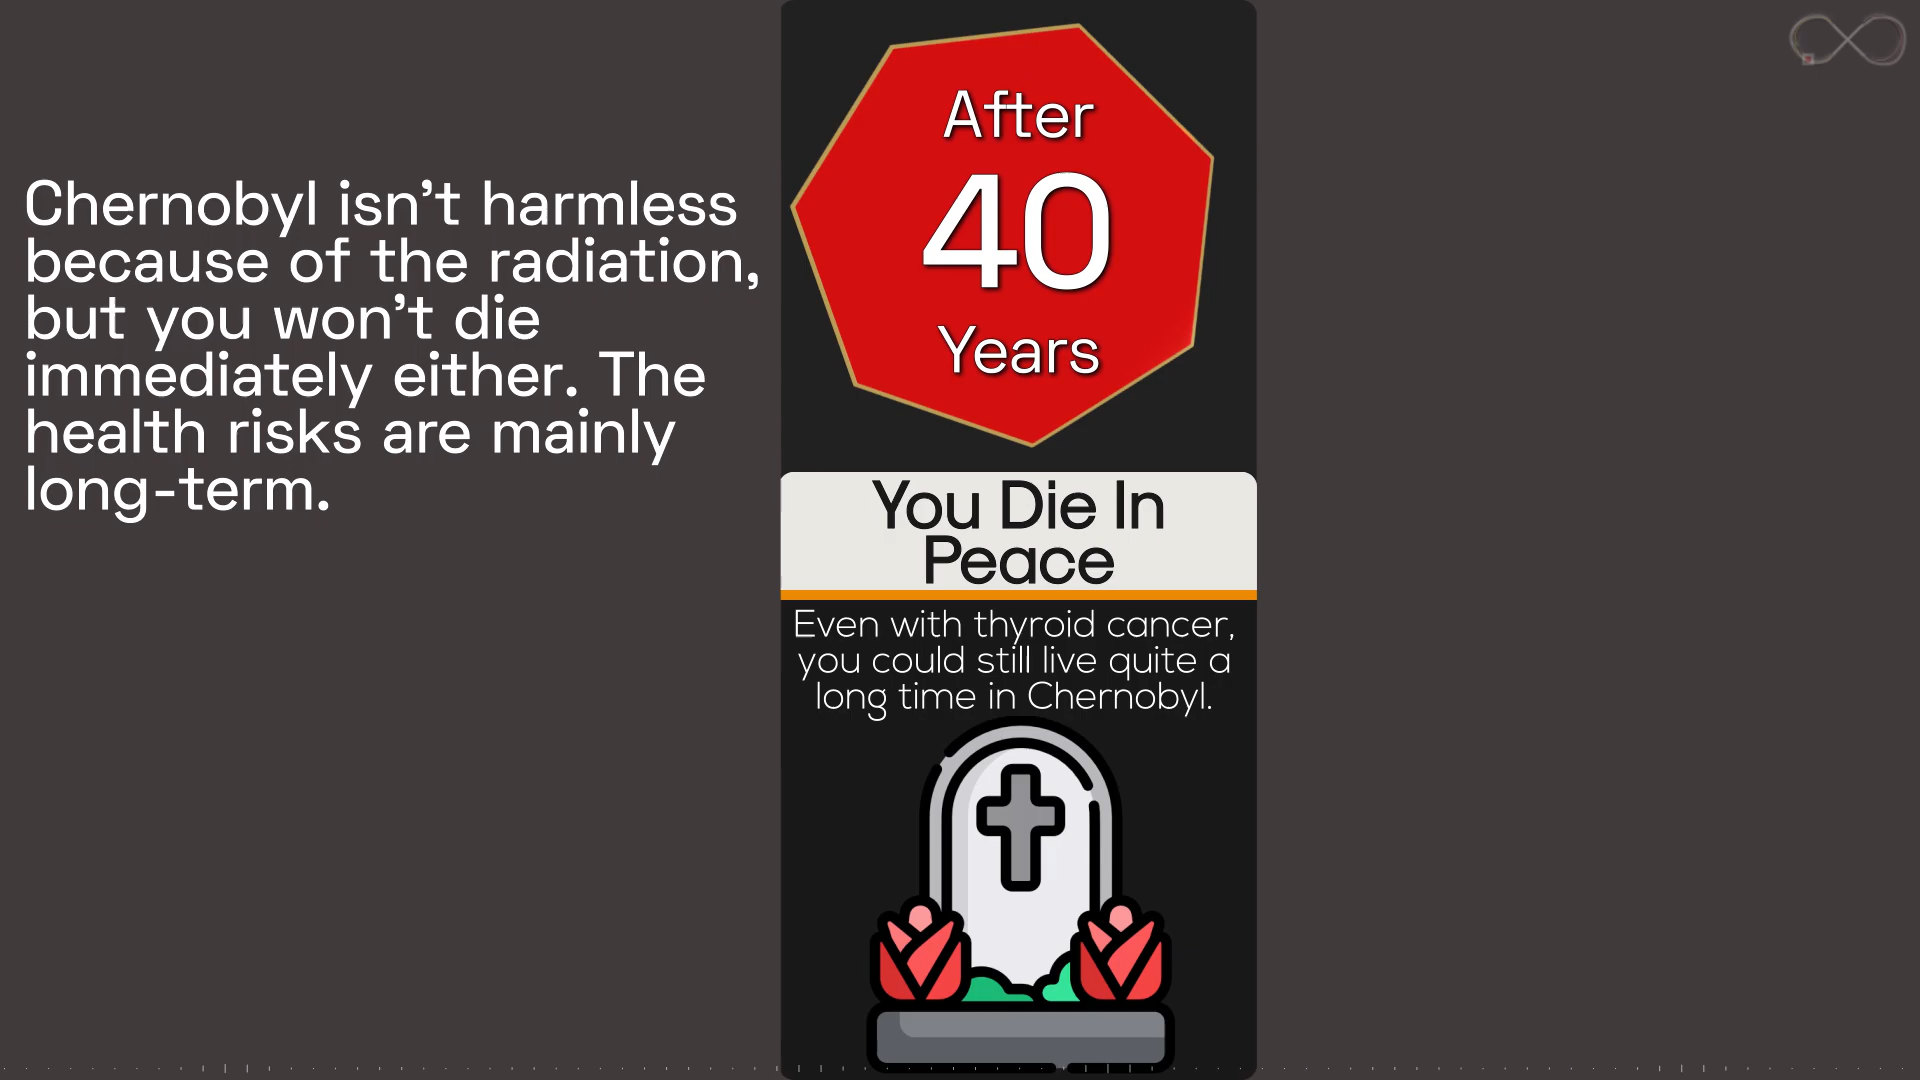 Chernobyl isn’t harmless
because of the radiation,
but you won’t die
immediately either. The
health risks are mainly
long-term.
After
40
Years
You Die In
Peace
Even with thyroid cancer,
you could still live quite a
long time in Chernobyl.